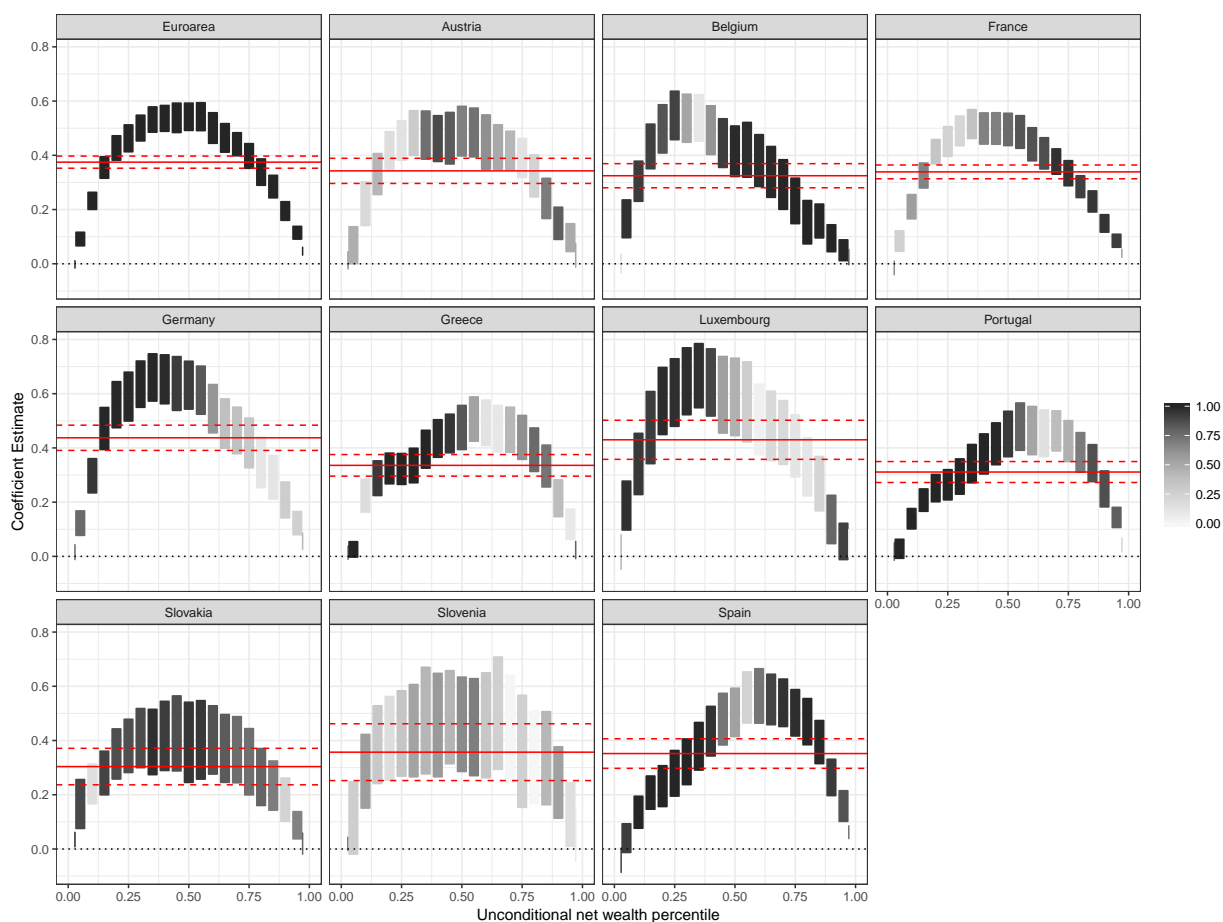 Euroarea Austria Belgium France
0.8
0.6
0.4
0.2
0.0
Germany Greece Luxembourg Portugal
0.8
0.6
0.4
0.2
0.0
0.00 0.25 0.50 0.75 1.00
Slovakia Slovenia Spain
0.8
0.6
0.4
0.2
0.0
0.00 0.25 0.50 0.75 1.00 0.00 0.25 0.50 0.75 1.00 0.00 0.25 0.50 0.75 1.00
Unconditional net wealth percentile
Coefficient Estimate
1.00
0.75
0.50
0.25
0.00